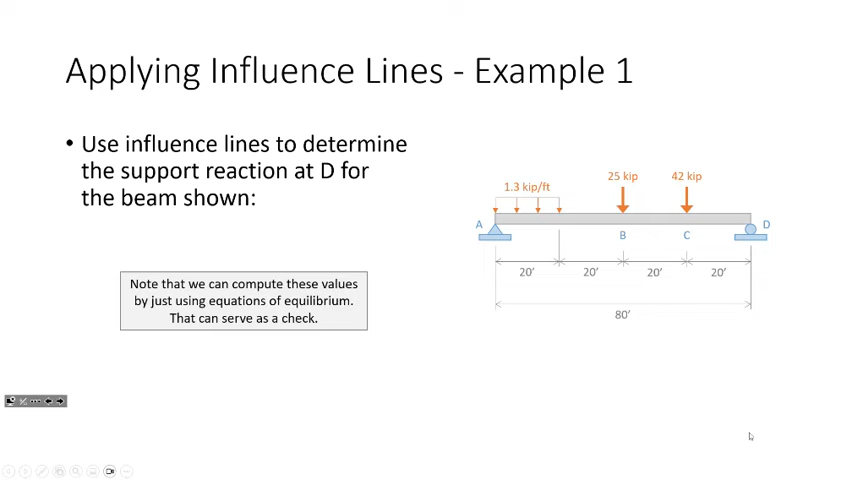 Applying Influence Lines - Example 1
• Use influence lines to determine
the support reaction at D for
the beam shown:
Note that we can compute these values
by just using equations of equilibrium.
That can serve as a check.
25 kip 42 kip
1.3 kip/ft
A D
B C
20′ 20′ 20′ 20′
80′